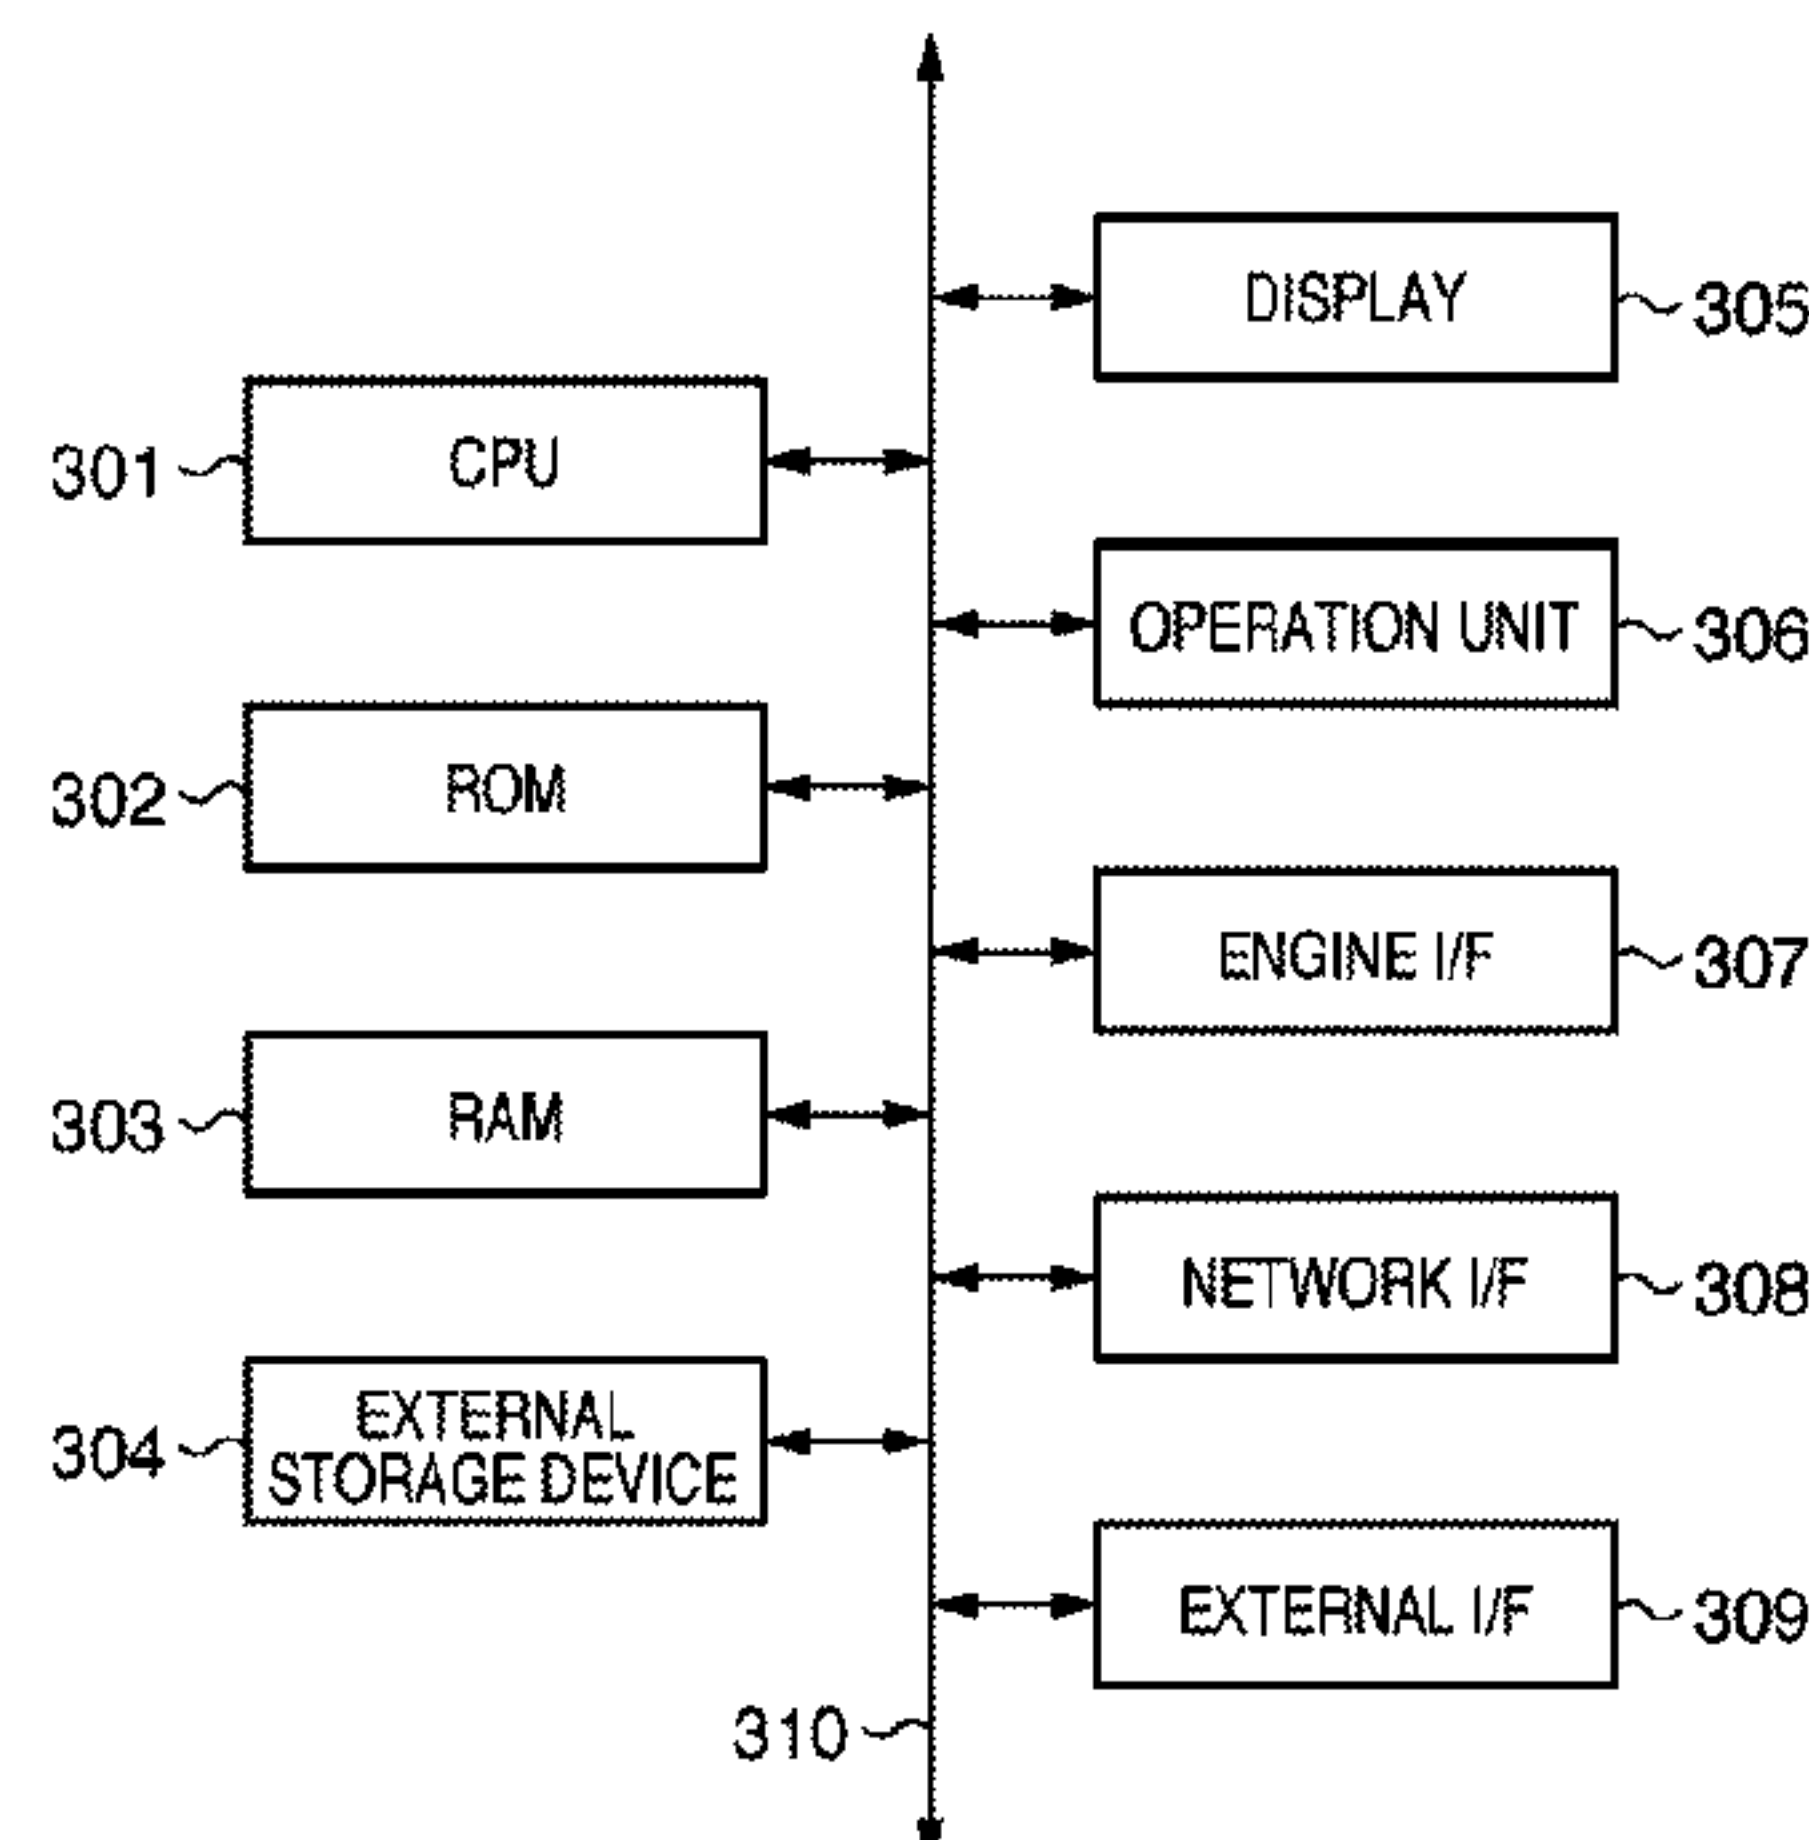 DISPLAY 305
301 CPU
OPERATION UNIT 306
302 ROM
ENGINE I/F 307
303 RAM
NETWORK I/F 308
304 EXTERNAL
STORAGE DEVICE
EXTERNAL I/F 309
310